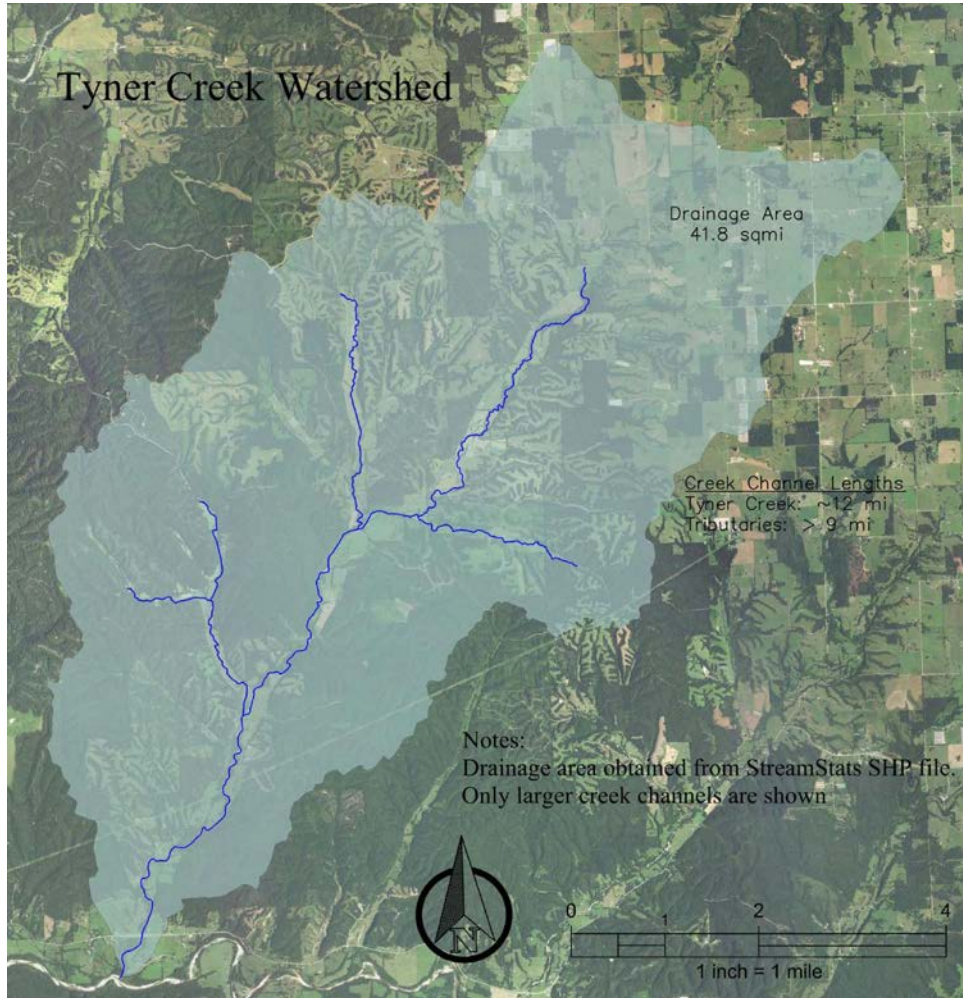 Tyner Creek Watershed
Drainage Area
41.8 sqmi
Creek Channel Lengths
Tyner Creek: ~12 mi
Tributaries: > 9 mi
Notes:
Drainage area obtained from StreamStats SHP file.
Only larger creek channels are shown
N
0 1 2 4
1 inch = 1 mile